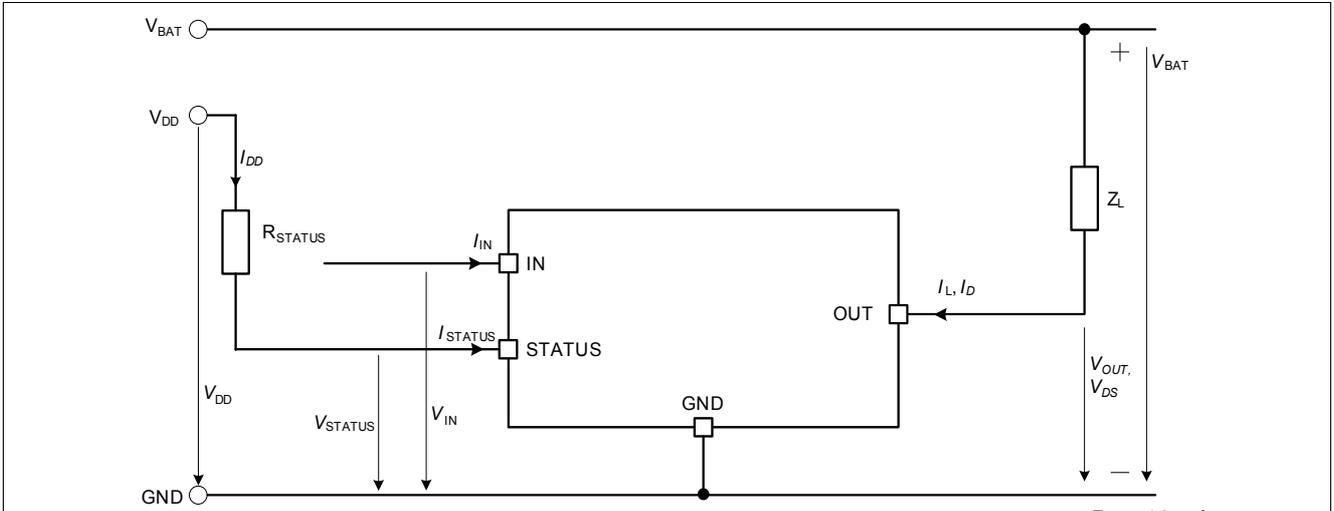 VBAT
+
VBAT
VDD
IDD
ZL
RSTATUS
IIN
IN
IL, ID
OUT
ISTATUS
STATUS
VOUT,
VDS
VDD
GND
VSTATUS
VIN
–
GND